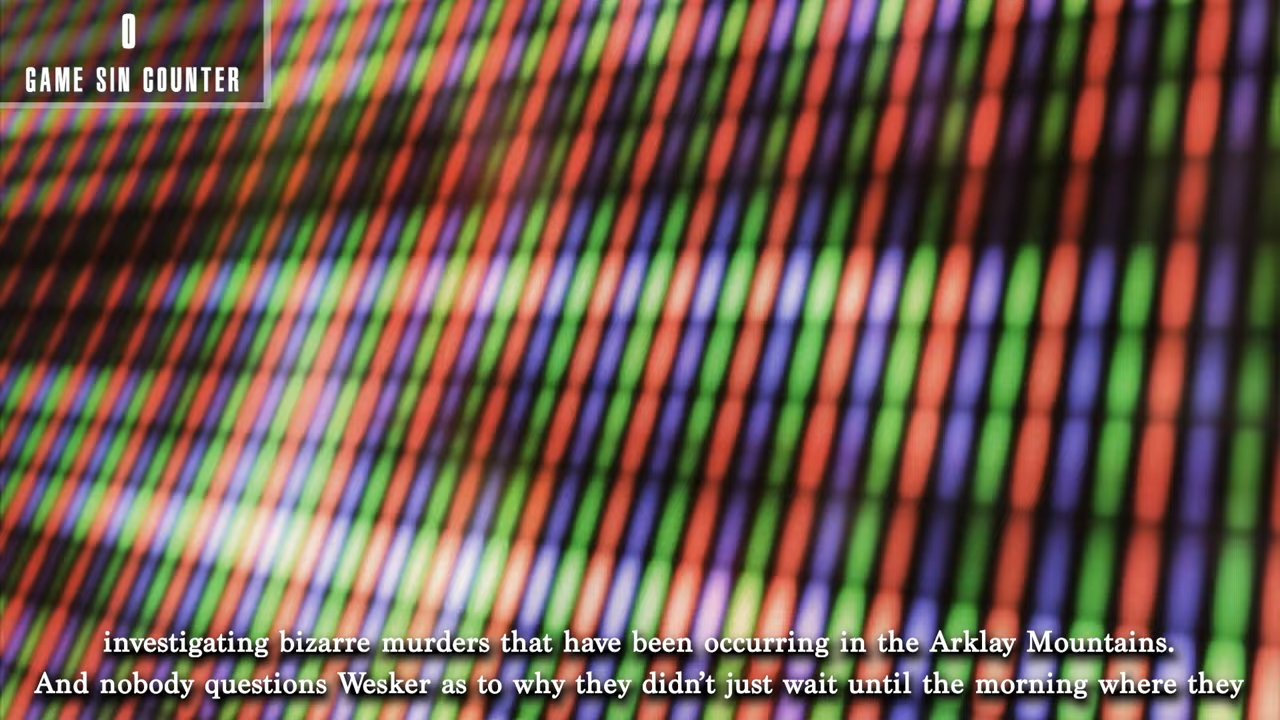 0
GAME SIN COUNTER
investigating bizarre murders that have been occurring in the Arklay Mountains.
And nobody questions Wesker as to why they didn't just wait until the morning where they